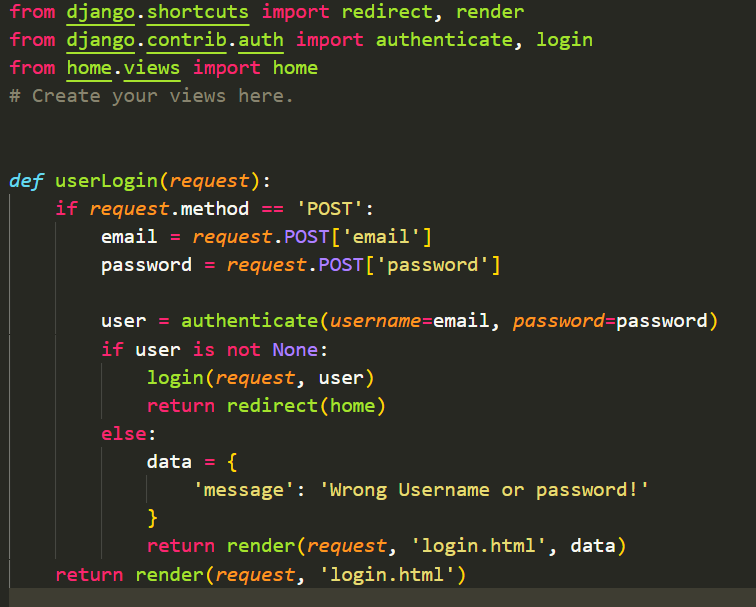 from django.shortcuts import redirect, render
from django.contrib.auth import authenticate, login
from home.views import home
# Create your views here.
def userLogin(request):
if request.method == 'POST':
email = request.POST['email']
password = request.POST['password']
user = authenticate(username=email, password=password)
if user is not None:
login(request, user)
return redirect(home)
else:
data = {
'message': 'Wrong Username or password!'
}
return render(request, 'login.html', data)
return render(request, 'login.html')